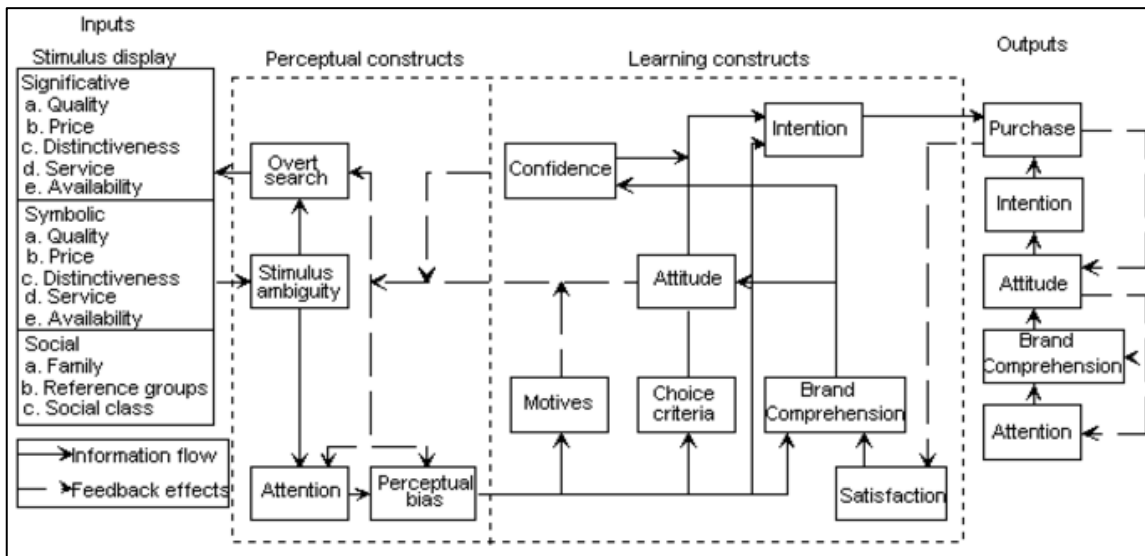 Inputs
Stimulus display
Significative
a. Quality
b. Price
c. Distinctiveness
d. Service
e. Availability
Symbolic
a. Quality
b. Price
c. Distinctiveness
d. Service
e. Availability
Social
a. Family
b. Reference groups
c. Social class
Information flow
Feedback effects
Perceptual constructs
Overt
search
Stimulus
ambiguity
Attention
Perceptual
bias
Learning constructs
Confidence
Intention
Attitude
Motives
Choice
criteria
Brand
Comprehension
Satisfaction
Outputs
Purchase
Intention
Attitude
Brand
Comprehension
Attention